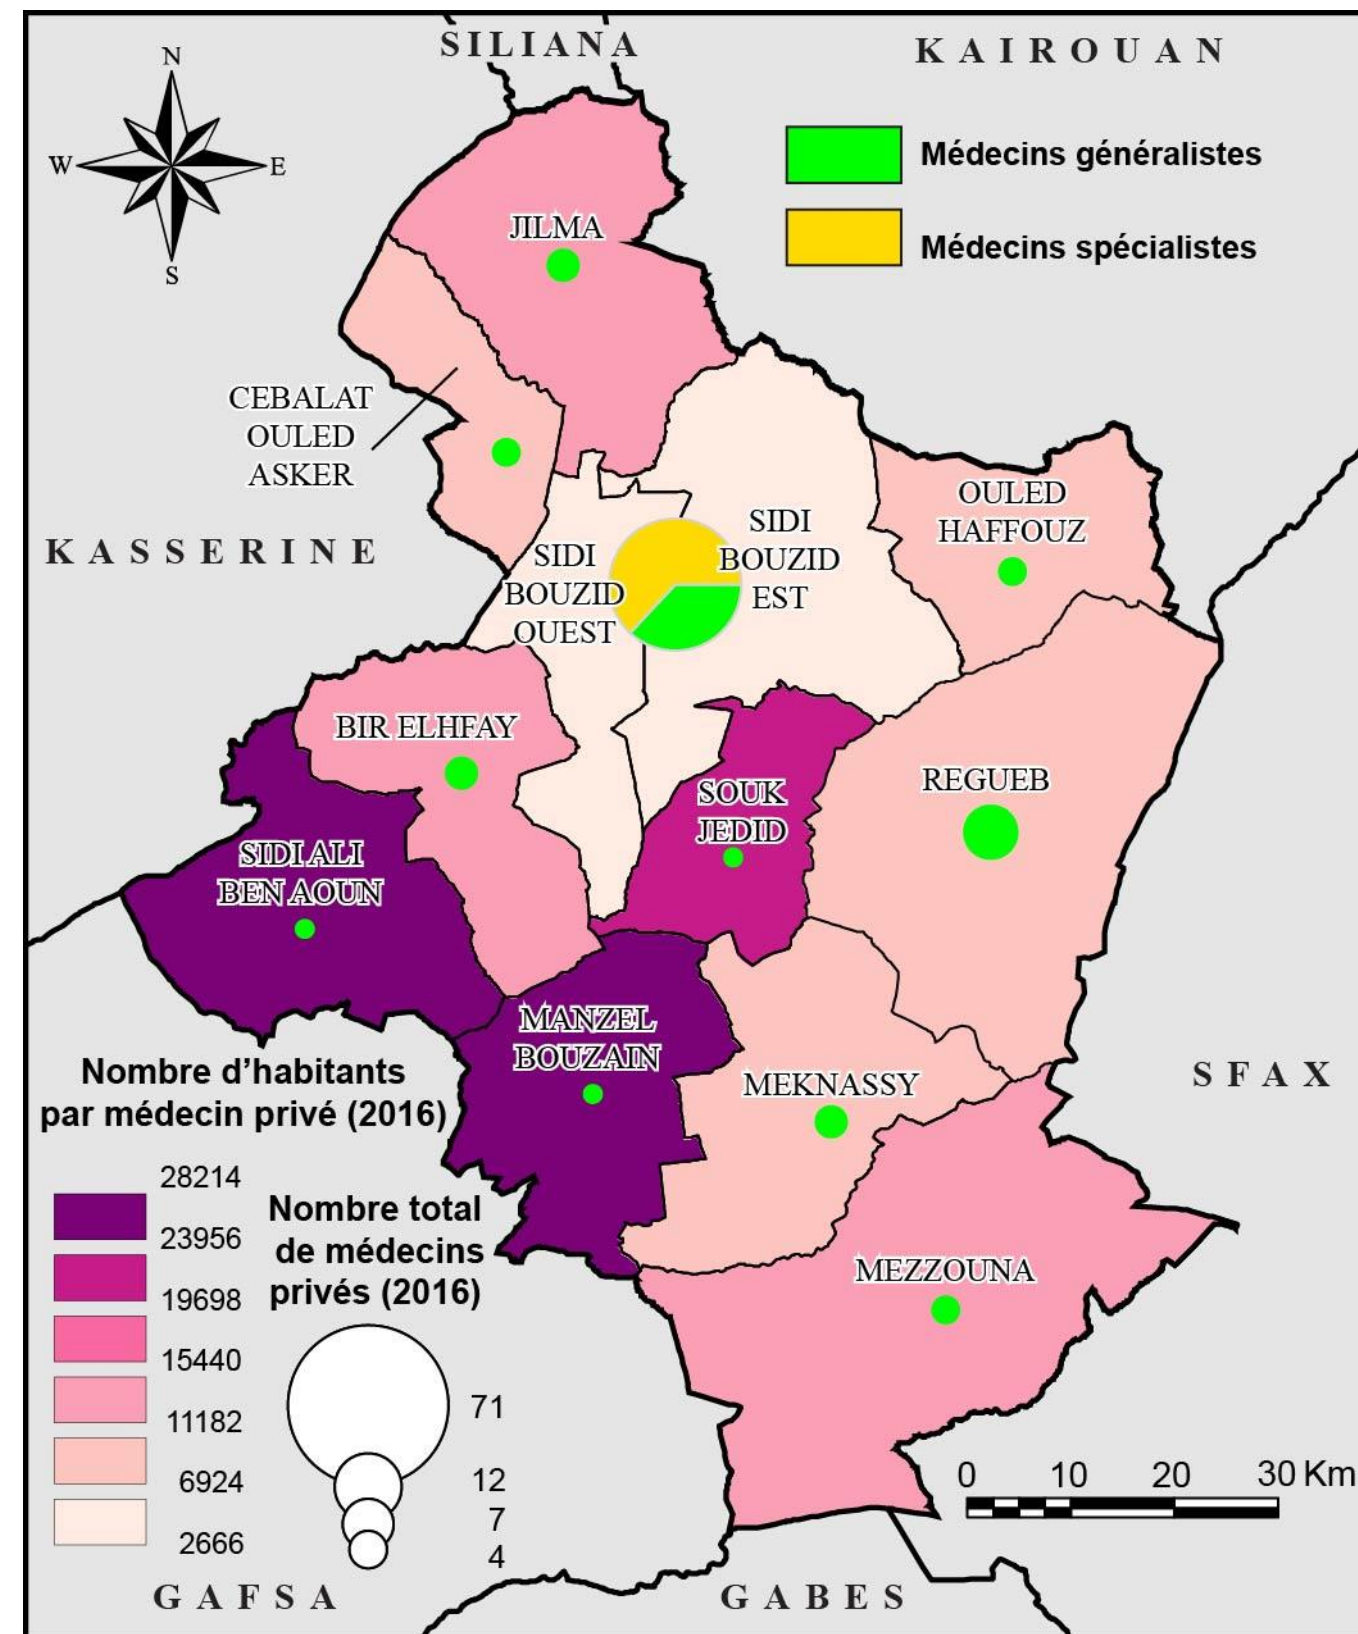 SILIANA
KAIROUAN
N
W
E
S
Médecins généralistes
Médecins spécialistes
JILMA
CEBALAT
OULED
ASKER
KASSERINE
OULED
HAFFOUZ
SIDI
BOUZID
EST
SIDI
BOUZID
OUEST
BIR ELHFAY
REGUEB
SOUK
JEDID
SIDI ALI
BEN AOUN
MANZEL
BOUZAIN
MEKNASSY
SFAX
MEZZOUNA
Nombre d’habitants
par médecin privé (2016)
28214
23956
19698
15440
11182
6924
2666
Nombre total
de médecins
privés (2016)
71
12
7
4
0 10 20 30 Km
GAFSA
GABES